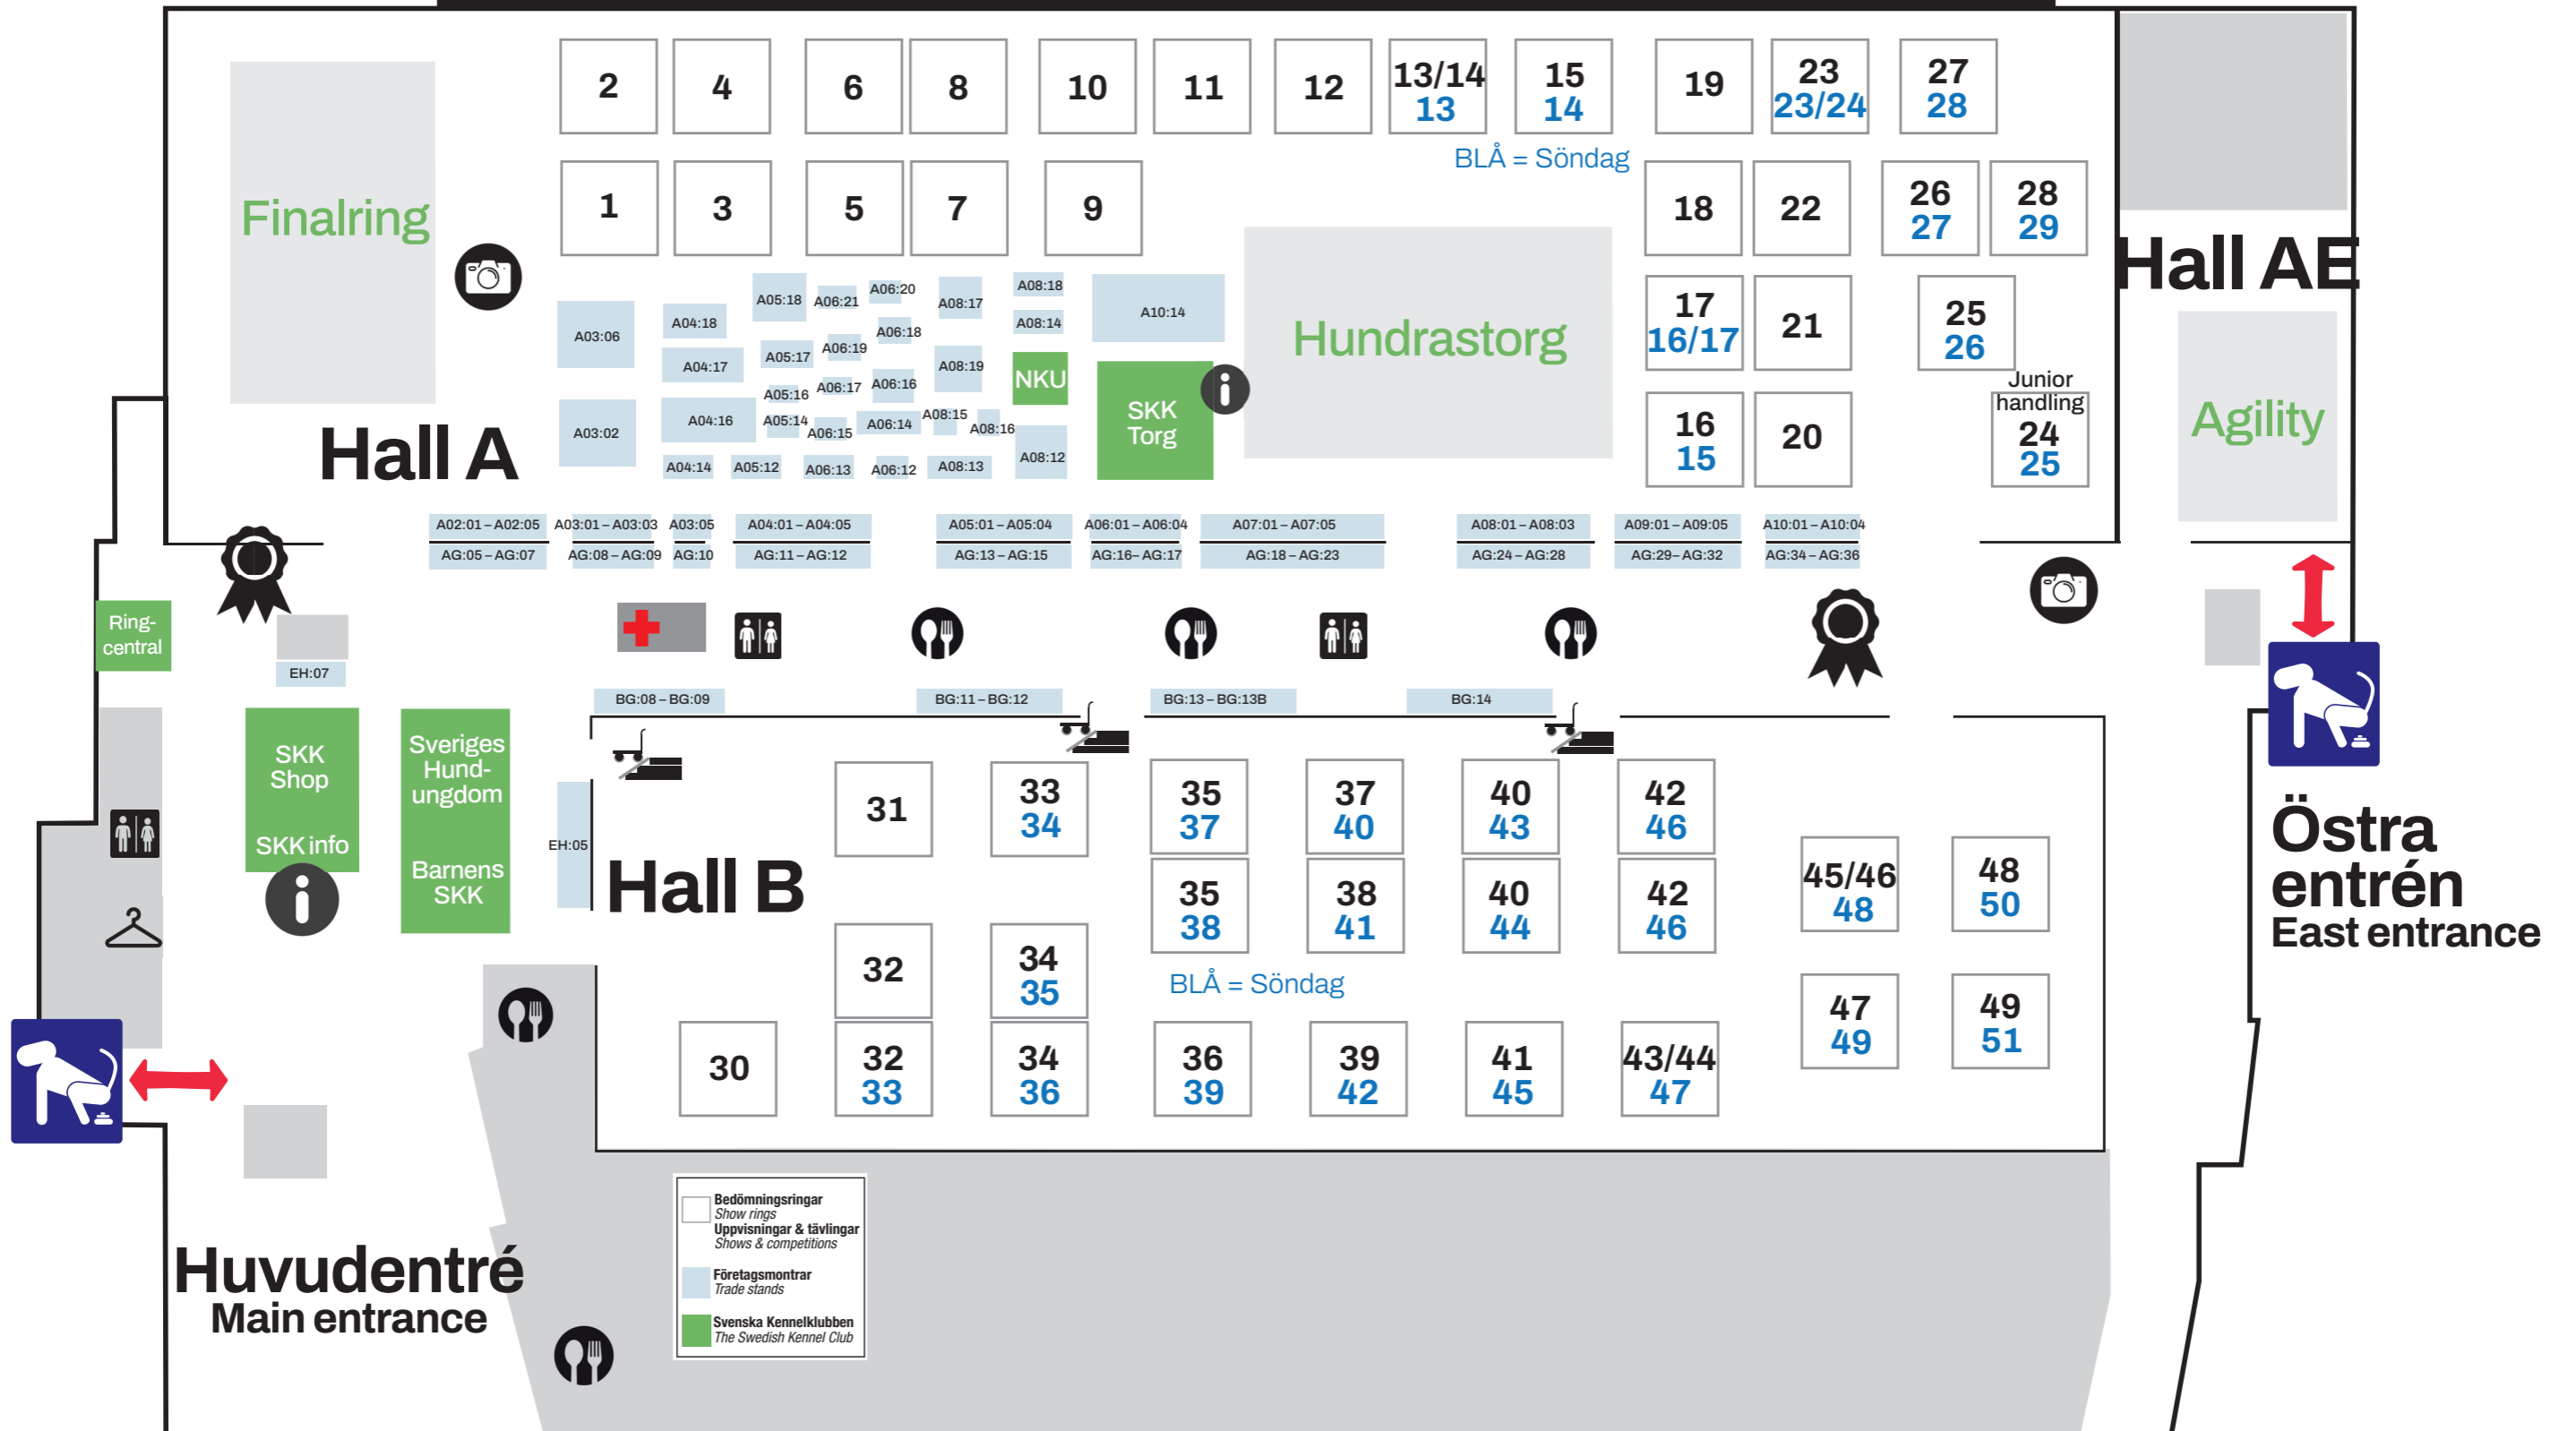 2
4
6
8
10
11
12
13/14
13
15
14
19
23
23/24
27
28
BLÅ = Söndag
Finalring
1
3
5
7
9
18
22
26
27
28
29
Hall AE
A03:06
A04:18
A05:18
A06:21
A06:20
A08:17
A08:18
A08:14
A10:14
A06:18
A06:19
A04:17
A05:17
A08:19
NKU
A05:16
A06:17
A06:16
Hundrastorg
17
16/17
21
25
26
Junior
handling
24
25
Agility
Hall A
A03:02
A04:16
A05:14
A06:15
A06:14
A08:15
A08:16
SKK
Torg
16
15
20
A04:14
A05:12
A06:13
A06:12
A08:13
A08:12
A02:01 – A02:05
A03:01 – A03:03
A03:05
A04:01 – A04:05
A05:01 – A05:04
A06:01 – A06:04
A07:01 – A07:05
A08:01 – A08:03
A09:01 – A09:05
A10:01 – A10:04
AG:05 – AG:07
AG:08 – AG:09
AG:10
AG:11 – AG:12
AG:13 – AG:15
AG:16– AG:17
AG:18 – AG:23
AG:24 – AG:28
AG:29– AG:32
AG:34 – AG:36
Ring-
central
EH:07
BG:08 – BG:09
BG:11 – BG:12
BG:13 – BG:13B
BG:14
SKK
Shop
SKK info
Sveriges
Hund-
ungdom
Barnens
SKK
EH:05
Hall B
31
33
34
35
37
37
40
40
43
42
46
35
38
38
41
40
44
42
46
45/46
48
48
50
Östra
entrén
East entrance
32
34
35
BLÅ = Söndag
47
49
49
51
30
32
33
34
36
36
39
39
42
41
45
43/44
47
Huvudentré
Main entrance
Bedömningsringar
Show rings
Uppvisningar & tävlingar
Shows & competitions
Företagsmontrar
Trade stands
Svenska Kennelklubben
The Swedish Kennel Club